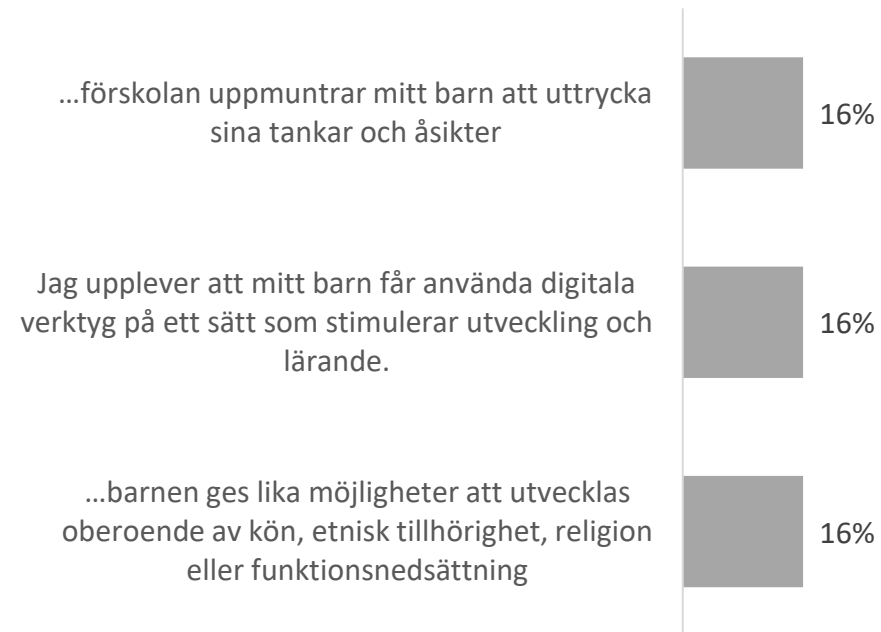 …förskolan uppmuntrar mitt barn att uttrycka
sina tankar och åsikter
16%
Jag upplever att mitt barn får använda digitala
verktyg på ett sätt som stimulerar utveckling och
lärande.
16%
…barnen ges lika möjligheter att utvecklas
oberoende av kön, etnisk tillhörighet, religion
eller funktionsnedsättning
16%